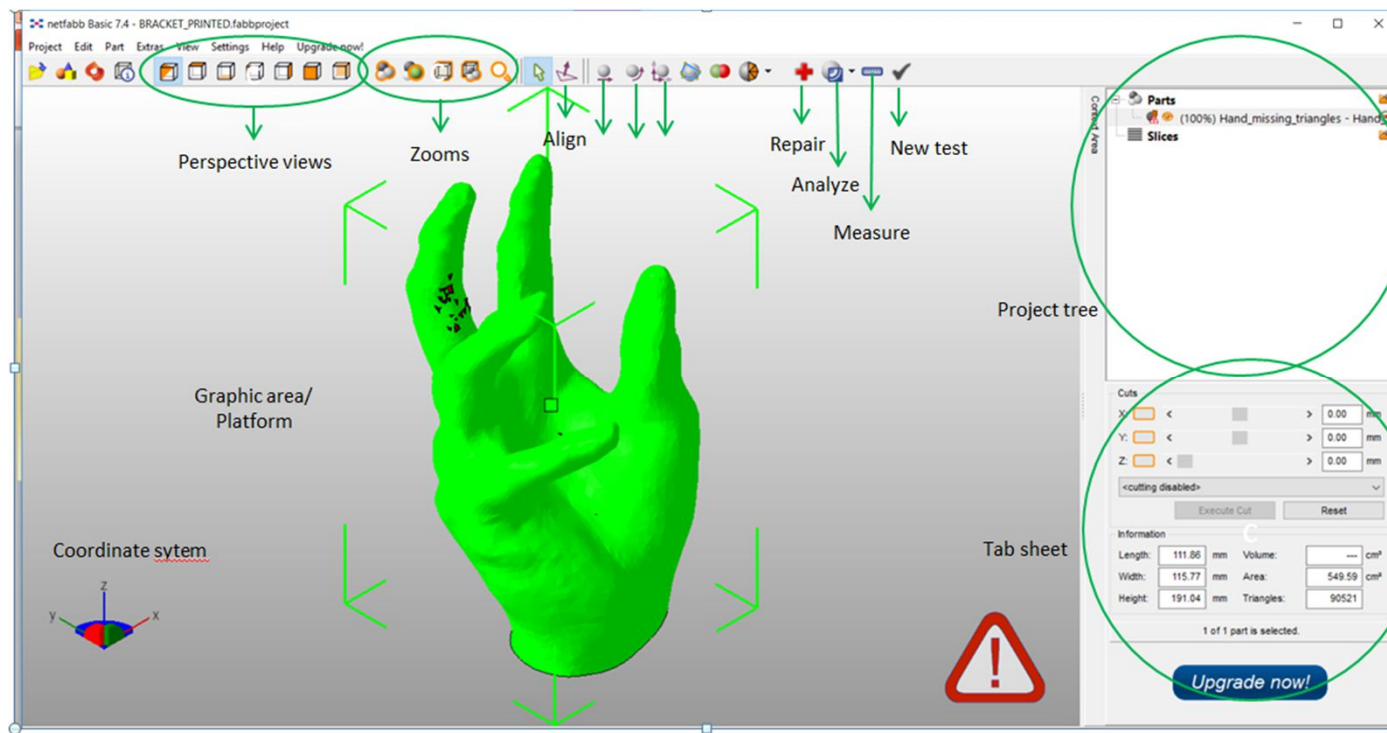 netfabb Basic 7.4 - BRACKET_PRINTED.fabbproject
Project Edit Part Extras View Settings Help Upgrade now!
Perspective views
Zooms
Align
Repair
New test
Analyze
Measure
Context Area
Parts
(100%) Hand_missing_triangles - Hand
Slices
Project tree
Graphic area/
Platform
Coordinate sytem
z
y
x
Tab sheet
Cuts
X: < > 0.00 mm
Y: < > 0.00 mm
Z: < > 0.00 mm
<cutting disabled>
Execute Cut Reset
C
Information
Length: 111.86 mm Volume: --- cm³
Width: 115.77 mm Area: 549.59 cm²
Height: 191.04 mm Triangles: 90521
1 of 1 part is selected.
Upgrade now!